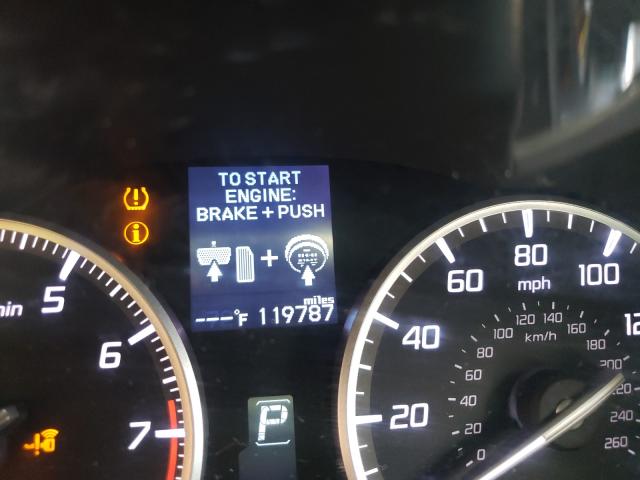 TO START
ENGINE:
BRAKE + PUSH
+
miles
---°F 119787
P
min
5
6
7
20
40
60
80
100
mph
km/h
0
20
40
60
80
100
120
140
160
180
200
220
240
260